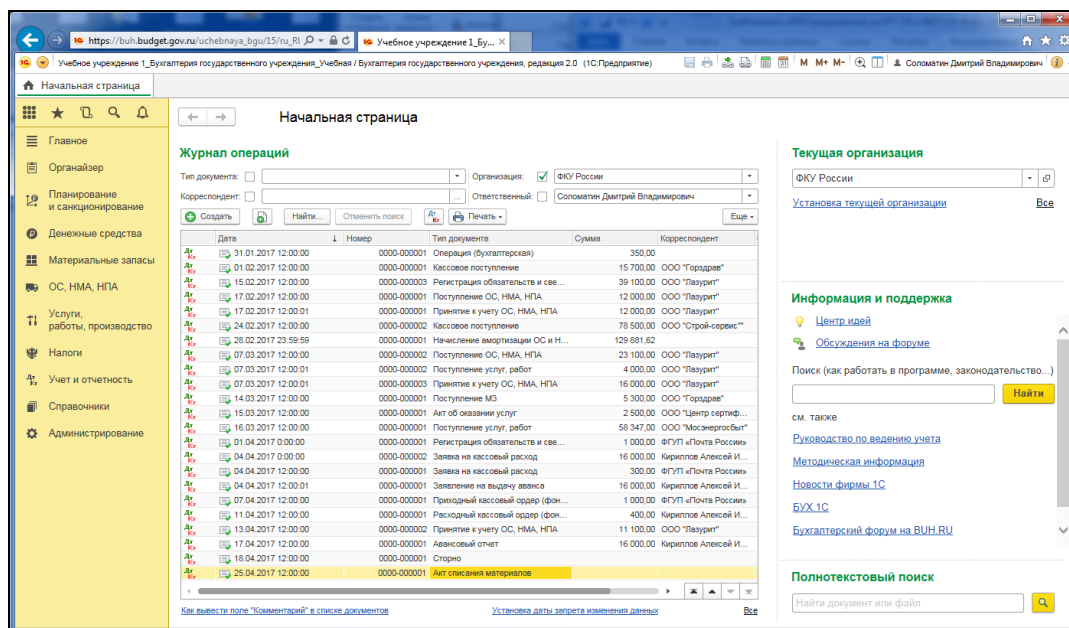 https://buh.budget.gov.ru/uchebnaya_bgu/15/ru_RU
Учебное учреждение 1_Бу...
Учебное учреждение 1_Бухгалтерия государственного учреждения_Учебная / Бухгалтерия государственного учреждения, редакция 2.0 (1С:Предприятие)
M M+ M-
Соломатин Дмитрий Владимирович
Начальная страница
Главное
Органайзер
Планирование
и санкционирование
Денежные средства
Материальные запасы
ОС, НМА, НПА
Услуги,
работы, производство
Налоги
Учет и отчетность
Справочники
Администрирование
Начальная страница
Журнал операций
Тип документа: Организация: ФКУ России
Корреспондент: Ответственный: Соломатин Дмитрий Владимирович
Создать Найти... Отменить поиск Печать Еще
Дата Номер Тип документа Сумма Корреспондент
31.01.2017 12:00:00 0000-000001 Операция (бухгалтерская) 350,00
01.02.2017 12:00:00 0000-000001 Кассовое поступление 15 700,00 ООО "Горздрав"
15.02.2017 12:00:00 0000-000003 Регистрация обязательств и све... 39 100,00 ООО "Лазурит"
17.02.2017 12:00:00 0000-000001 Поступление ОС, НМА, НПА 12 000,00 ООО "Лазурит"
17.02.2017 12:00:01 0000-000001 Принятие к учету ОС, НМА, НПА 12 000,00 ООО "Лазурит"
24.02.2017 12:00:00 0000-000002 Кассовое поступление 78 500,00 ООО "Строй-сервис""
28.02.2017 23:59:59 0000-000001 Начисление амортизации ОС и Н... 129 881,62
07.03.2017 12:00:00 0000-000002 Поступление ОС, НМА, НПА 23 100,00 ООО "Лазурит"
07.03.2017 12:00:01 0000-000002 Поступление услуг, работ 4 000,00 ООО "Лазурит"
07.03.2017 12:00:01 0000-000003 Принятие к учету ОС, НМА, НПА 16 000,00 ООО "Лазурит"
14.03.2017 12:00:00 0000-000001 Поступление МЗ 5 300,00 ООО "Горздрав"
15.03.2017 12:00:00 0000-000001 Акт об оказании услуг 2 500,00 ООО "Центр сертиф...
16.03.2017 12:00:00 0000-000001 Поступление услуг, работ 58 347,00 ООО "Мосэнергосбыт"
01.04.2017 0:00:00 0000-000001 Регистрация обязательств и све... 1 000,00 ФГУП «Почта России»
04.04.2017 0:00:00 0000-000002 Заявка на кассовый расход 16 000,00 Кириллов Алексей И...
04.04.2017 12:00:00 0000-000001 Заявка на кассовый расход 300,00 ФГУП «Почта России»
04.04.2017 12:00:01 0000-000001 Заявление на выдачу аванса 16 000,00 Кириллов Алексей И...
07.04.2017 12:00:00 0000-000001 Приходный кассовый ордер (фон... 1 000,00 ФГУП «Почта России»
11.04.2017 12:00:00 0000-000001 Расходный кассовый ордер (фон... 400,00 Кириллов Алексей И...
13.04.2017 12:00:00 0000-000002 Принятие к учету ОС, НМА, НПА 11 100,00 ООО "Лазурит"
17.04.2017 12:00:00 0000-000001 Авансовый отчет 16 000,00 Кириллов Алексей И...
18.04.2017 12:00:00 0000-000001 Сторно
25.04.2017 12:00:00 0000-000001 Акт списания материалов
Как вывести поле "Комментарий" в списке документов Установка даты запрета изменения данных Все
Текущая организация
ФКУ России
Установка текущей организации Все
Информация и поддержка
Центр идей
Обсуждения на форуме
Поиск (как работать в программе, законодательство...)
Найти
см. также
Руководство по ведению учета
Методическая информация
Новости фирмы 1С
БУХ.1С
Бухгалтерский форум на BUH.RU
Полнотекстовый поиск
Найти документ или файл